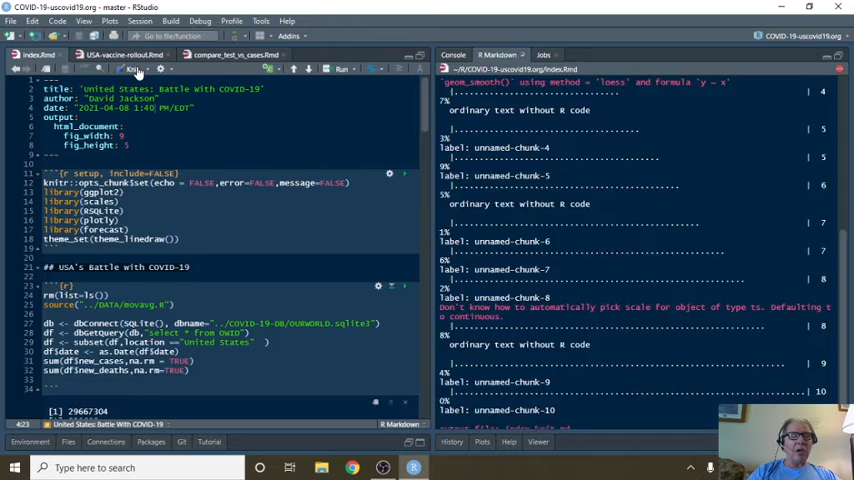 COVID-19-uscovid19.org - master - RStudio
File Edit Code View Plots Session Build Debug Profile Tools Help
Go to file/function
Addins
COVID-19-uscovid19.org
index.Rmd
USA-vaccine-rollout.Rmd
compare_test_vs_cases.Rmd
Knit
Run
1 ---
2 title: 'United States: Battle With COVID-19'
3 author: "David Jackson"
4 date: "2021-04-08 1:40 PM/EDT"
5 output:
6 html_document:
7 fig_width: 9
8 fig_height: 5
9 ---
10
11 ```{r setup, include=FALSE}
12 knitr::opts_chunk$set(echo = FALSE,error=FALSE,message=FALSE)
13 library(ggplot2)
14 library(scales)
15 library(RSQLite)
16 library(plotly)
17 library(forecast)
18 theme_set(theme_linedraw())
19 ```
20
21 ## USA's Battle with COVID-19
22
23 ```{r}
24 rm(list=ls())
25 source("../DATA/movavg.R")
26
27 db <- dbConnect(SQLite(), dbname="../COVID-19-DB/OURWORLD.sqlite3")
28 df <- dbGetQuery(db,"select * from OWID")
29 df <- subset(df,location =="United States" )
30 df$date <- as.Date(df$date)
31 sum(df$new_cases,na.rm = TRUE)
32 sum(df$new_deaths,na.rm=TRUE)
33
34 ```
[1] 29667304
4:23 United States: Battle With COVID-19 R Markdown
Environment Files Connections Packages Git Tutorial
Console R Markdown Jobs
~/R/COVID-19-uscovid19.org/index.Rmd
`geom_smooth()` using method = 'loess' and formula 'y ~ x'
|..................................... | 4
7%
ordinary text without R code
|......................................... | 5
3%
label: unnamed-chunk-4
|.............................................. | 5
9%
label: unnamed-chunk-5
|.................................................. | 6
5%
ordinary text without R code
|....................................................... | 7
1%
label: unnamed-chunk-6
|............................................................ | 7
6%
label: unnamed-chunk-7
|................................................................ | 8
2%
label: unnamed-chunk-8
Don't know how to automatically pick scale for object of type ts. Defaulting t
o continuous.
|..................................................................... | 8
8%
ordinary text without R code
|......................................................................... | 9
4%
label: unnamed-chunk-9
|..............................................................................| 10
0%
label: unnamed-chunk-10
output file: index.knit.md
History Plots Help Viewer
Type here to search